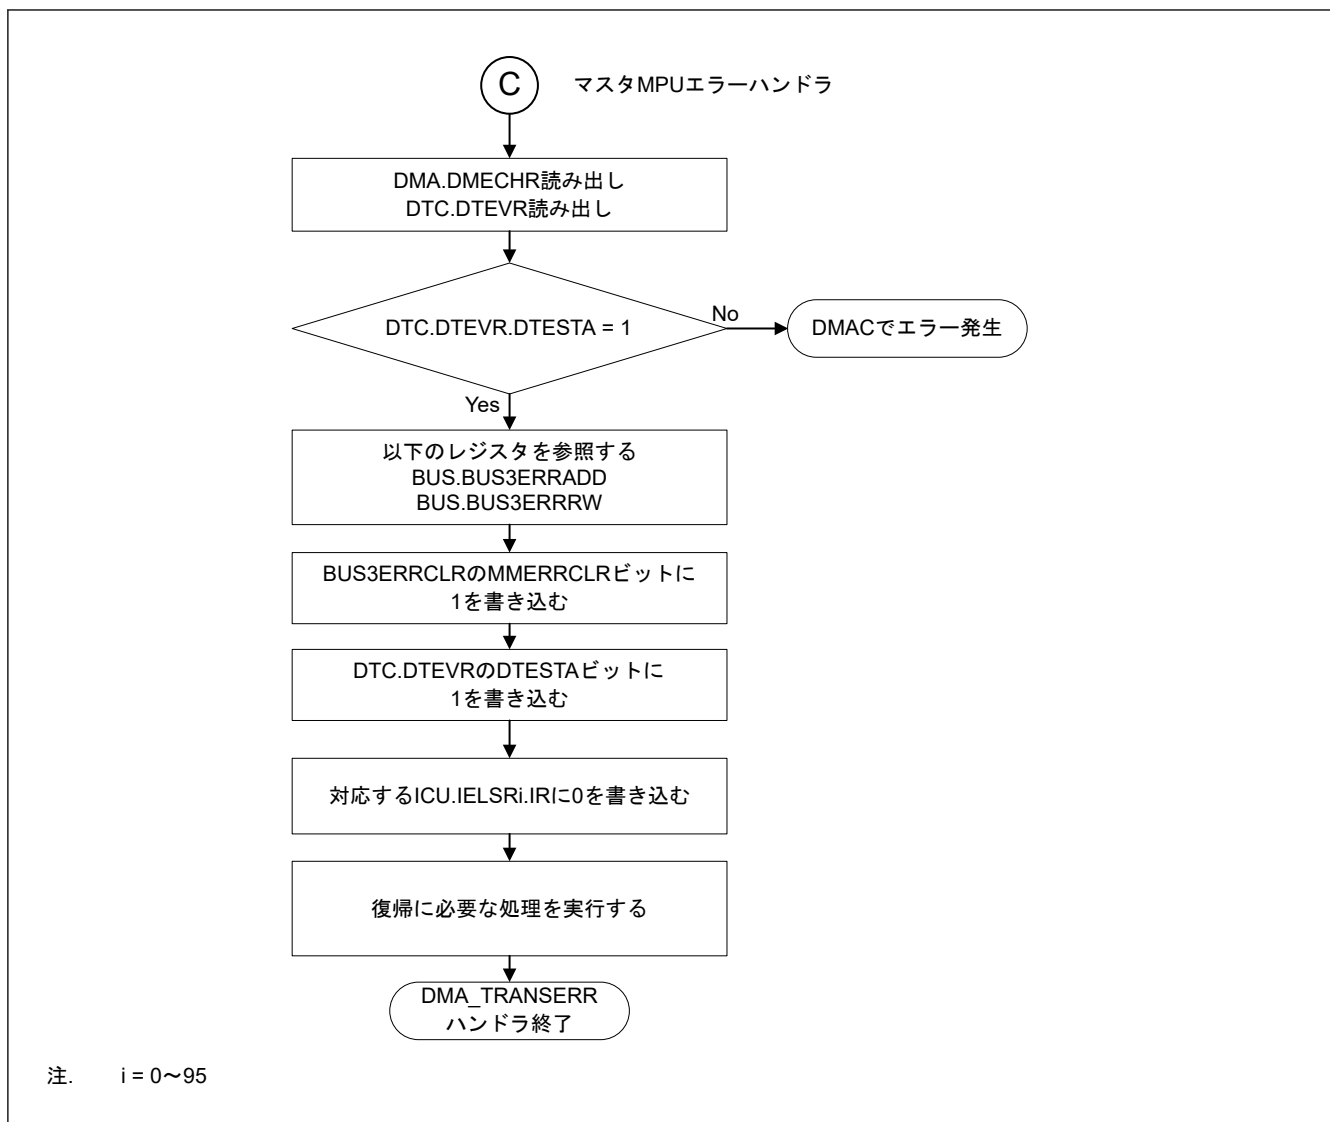 C
マスタMPUエラーハンドラ
DMA.DMECHR読み出し
DTC.DTEVR読み出し
DTC.DTEVR.DTESTA = 1
No
DMACでエラー発生
Yes
以下のレジスタを参照する
BUS.BUS3ERRADD
BUS.BUS3ERRRW
BUS3ERRCLRのMMERRCLRビットに
1を書き込む
DTC.DTEVRのDTESTAビットに
1を書き込む
対応するICU.IELSRi.IRに0を書き込む
復帰に必要な処理を実行する
DMA_TRANSERR
ハンドラ終了
注. i = 0〜95